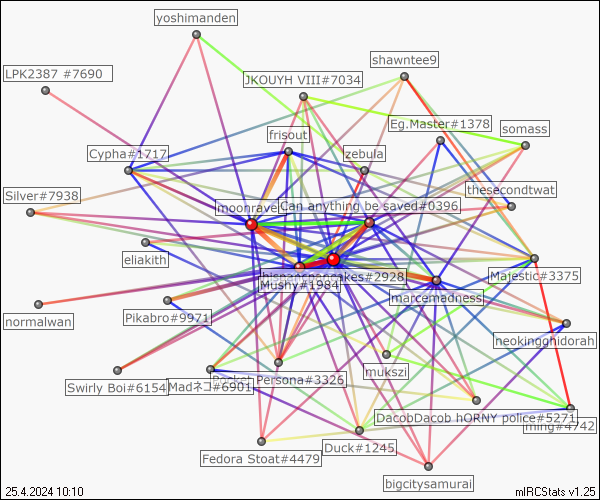 yoshimanden
shawntee9
LPK2387 #7690
JKOUYH VIII#7034
Eg.Master#1378
somass
frisout
Cypha#1717
zebula
thesecondtwat
Silver#7938
moonrave
Can anything be saved#0396
eliakith
hispanicpancakes#2928
Majestic#3375
Mushy#1984
marcemadness
normalwan
Pikabro#9971
neokingghidorah
mukszi
Swirly Boi#6154
Madネコ#6901
Pocket Persona#3326
DacobDacob hORNY police#5271
ming#4742
Fedora Stoat#4479
Duck#1245
bigcitysamurai
25.4.2024 10:10
mIRCStats v1.25